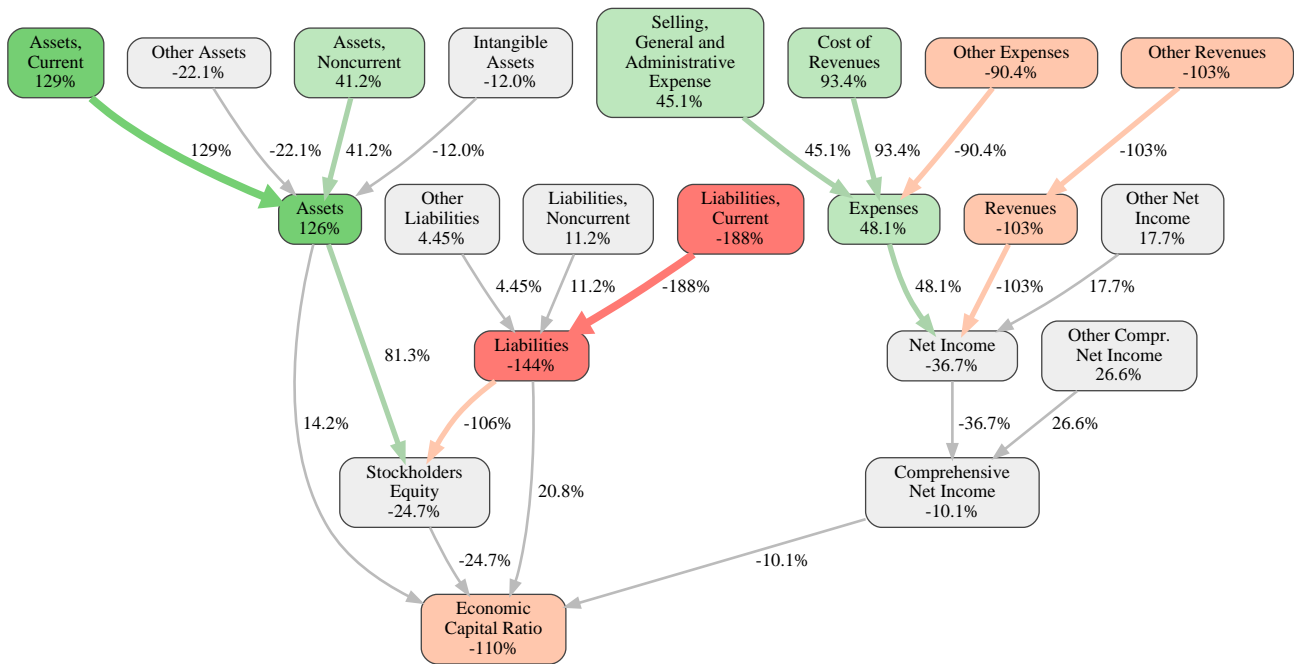 Assets,
Current
129%
Other Assets
-22.1%
Assets,
Noncurrent
41.2%
Intangible
Assets
-12.0%
Selling,
General and
Administrative
Expense
45.1%
Cost of
Revenues
93.4%
Other Expenses
-90.4%
Other Revenues
-103%
129%
-22.1%
41.2%
-12.0%
45.1%
93.4%
-90.4%
-103%
Assets
126%
Other
Liabilities
4.45%
Liabilities,
Noncurrent
11.2%
Liabilities,
Current
-188%
Expenses
48.1%
Revenues
-103%
Other Net
Income
17.7%
4.45%
11.2%
-188%
48.1%
-103%
17.7%
81.3%
Liabilities
-144%
Net Income
-36.7%
Other Compr.
Net Income
26.6%
14.2%
-106%
-36.7%
26.6%
Stockholders
Equity
-24.7%
20.8%
Comprehensive
Net Income
-10.1%
-24.7%
-10.1%
Economic
Capital Ratio
-110%